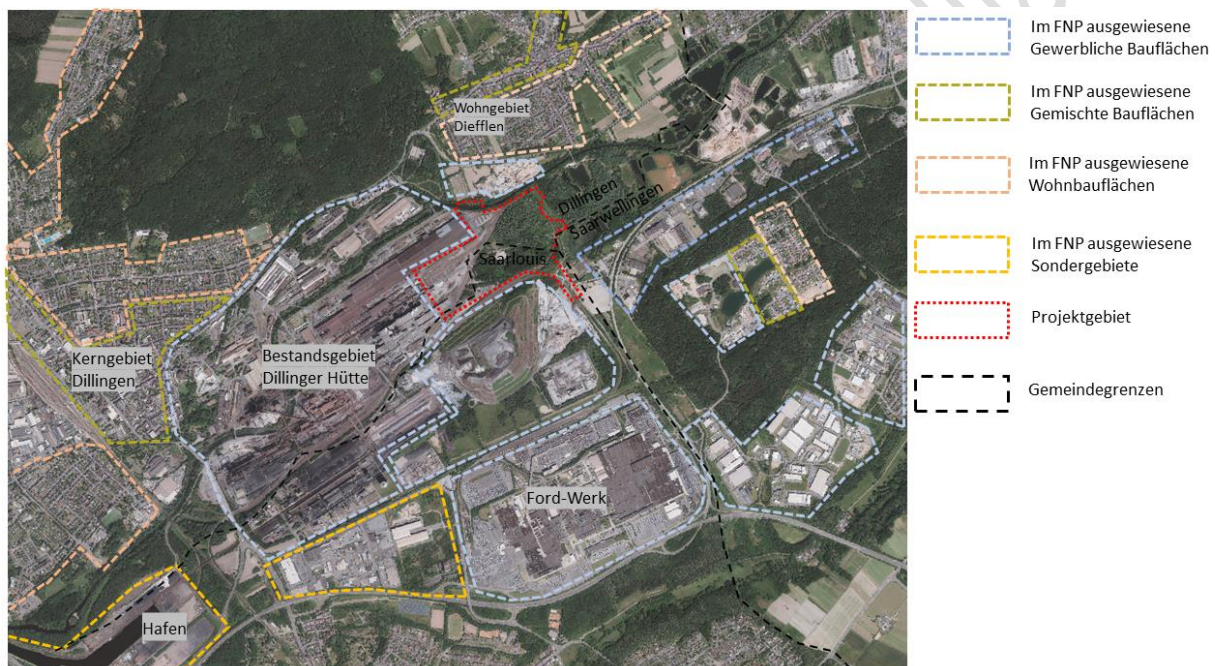 Im FNP ausgewiesene
Gewerbliche Bauflächen
Im FNP ausgewiesene
Gemischte Bauflächen
Im FNP ausgewiesene
Wohnbauflächen
Im FNP ausgewiesene
Sondergebiete
Projektgebiet
Gemeindegrenzen
Wohngebiet
Diefflen
Dillingen
Saarwellingen
Saarlouis
Kerngebiet
Dillingen
Bestandsgebiet
Dillinger Hütte
Ford-Werk
Hafen